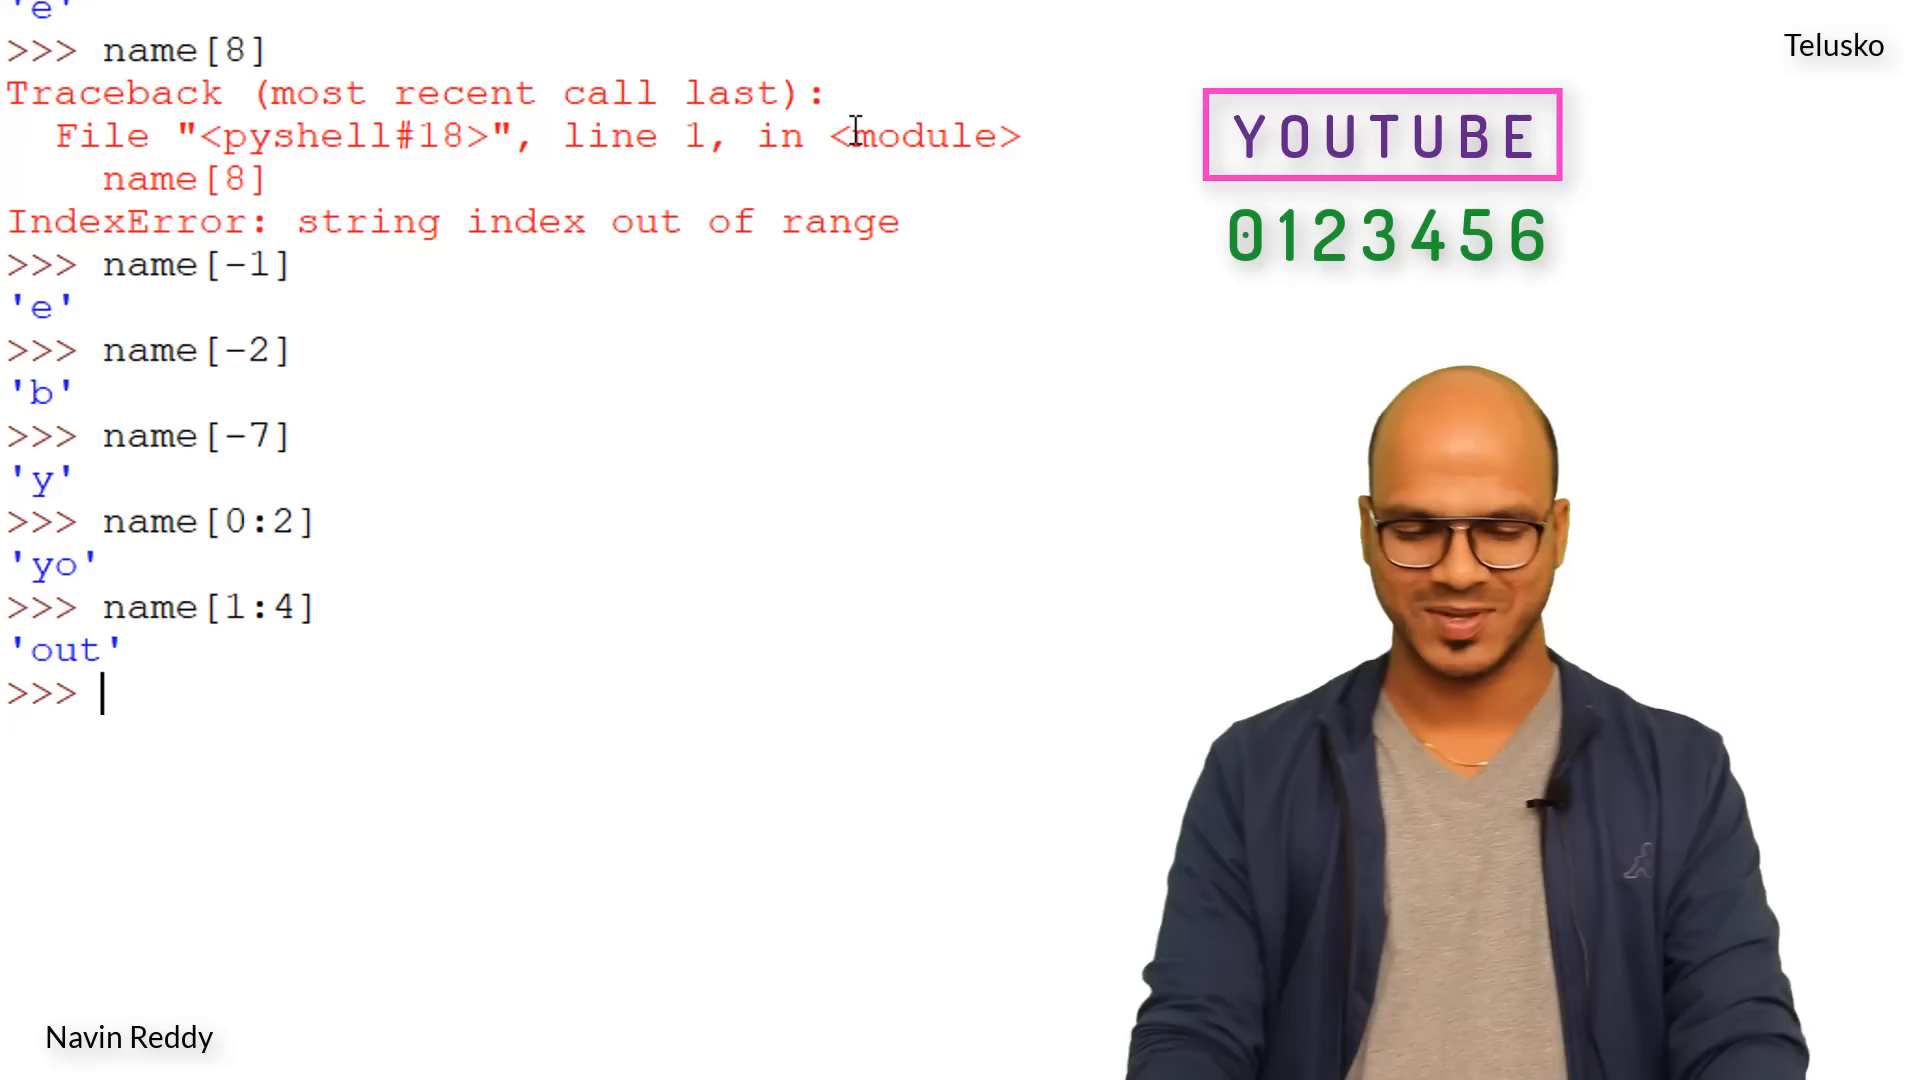 'e'
>>> name[8]
Traceback (most recent call last):
  File "<pyshell#18>", line 1, in <module>
    name[8]
IndexError: string index out of range
>>> name[-1]
'e'
>>> name[-2]
'b'
>>> name[-7]
'y'
>>> name[0:2]
'yo'
>>> name[1:4]
'out'
>>>
Telusko
YOUTUBE
0123456
Navin Reddy